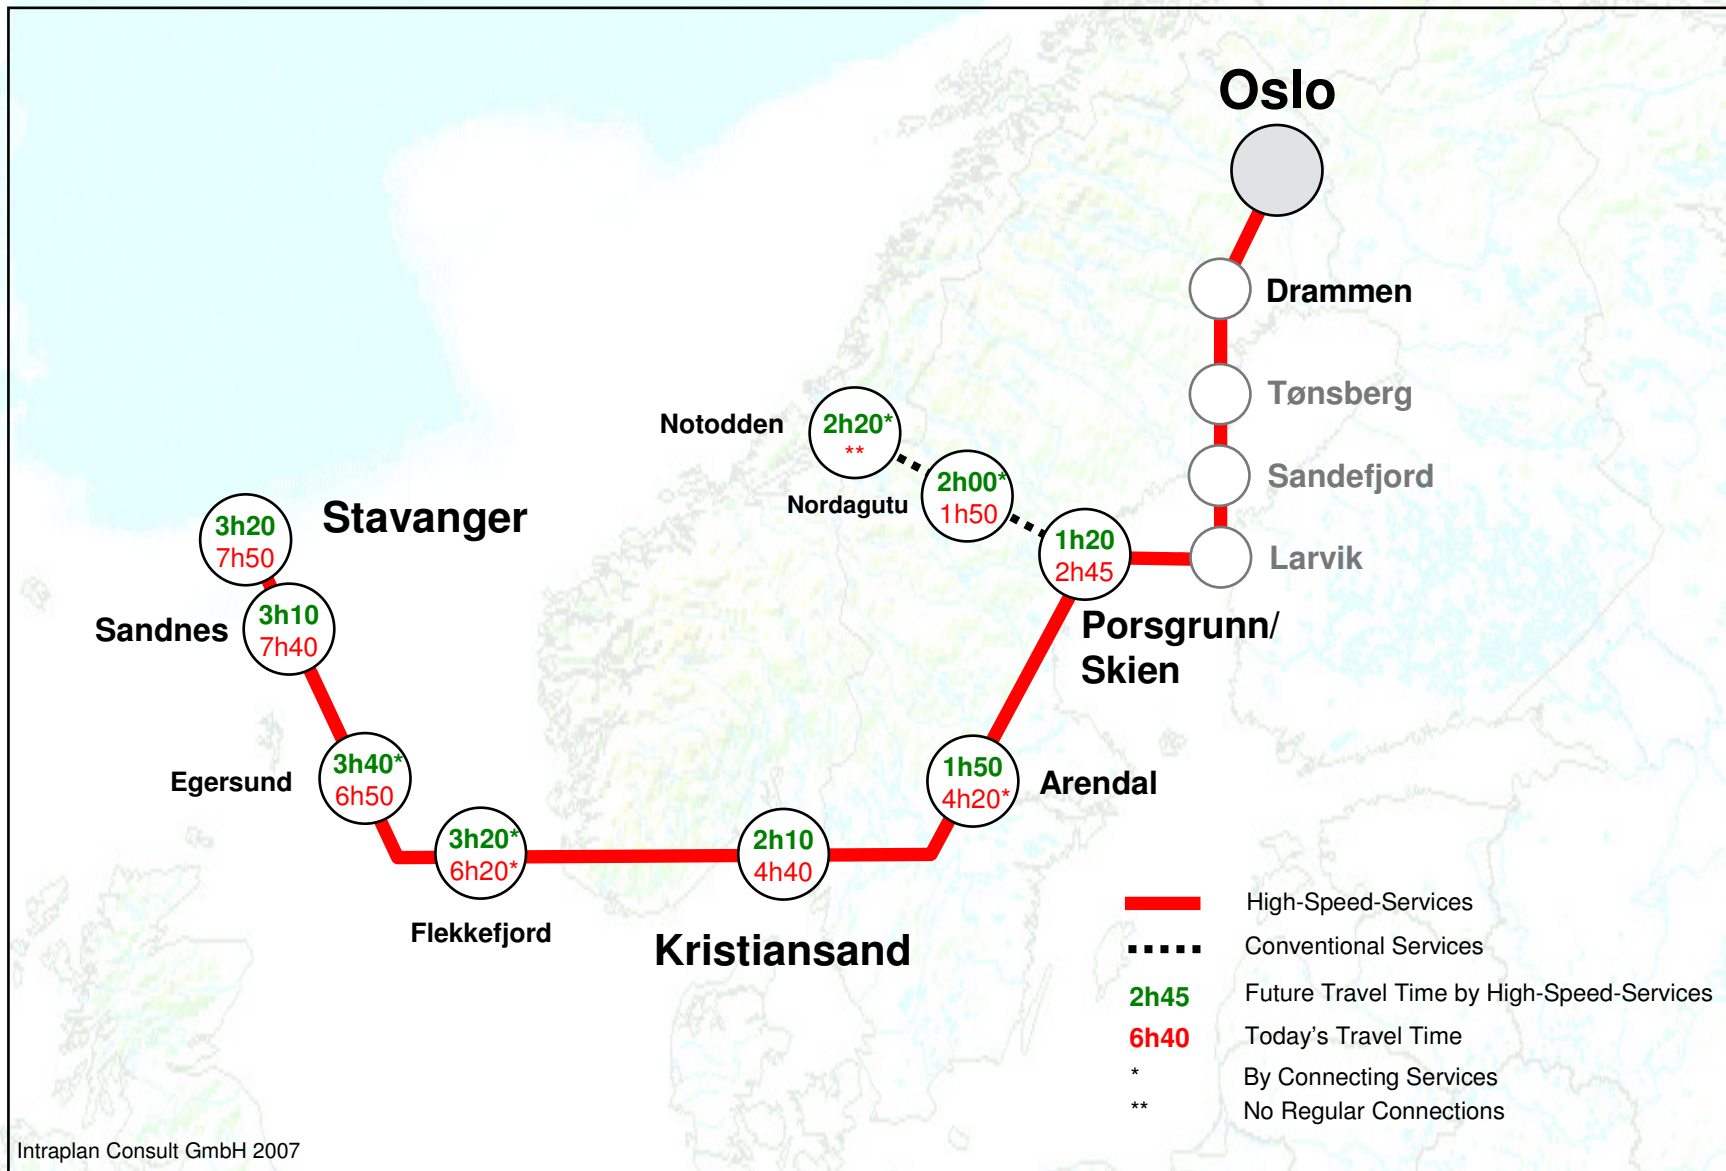 Oslo
Drammen
Tønsberg
Notodden
2h20*
**
Sandefjord
Nordagutu
2h00*
1h50
Stavanger
3h20
7h50
1h20
2h45
Larvik
Sandnes
3h10
7h40
Porsgrunn/
Skien
Egersund
3h40*
6h50
1h50
4h20*
Arendal
3h20*
6h20*
2h10
4h40
Flekkefjord
Kristiansand
High-Speed-Services
Conventional Services
2h45 Future Travel Time by High-Speed-Services
6h40 Today's Travel Time
* By Connecting Services
** No Regular Connections
Intraplan Consult GmbH 2007